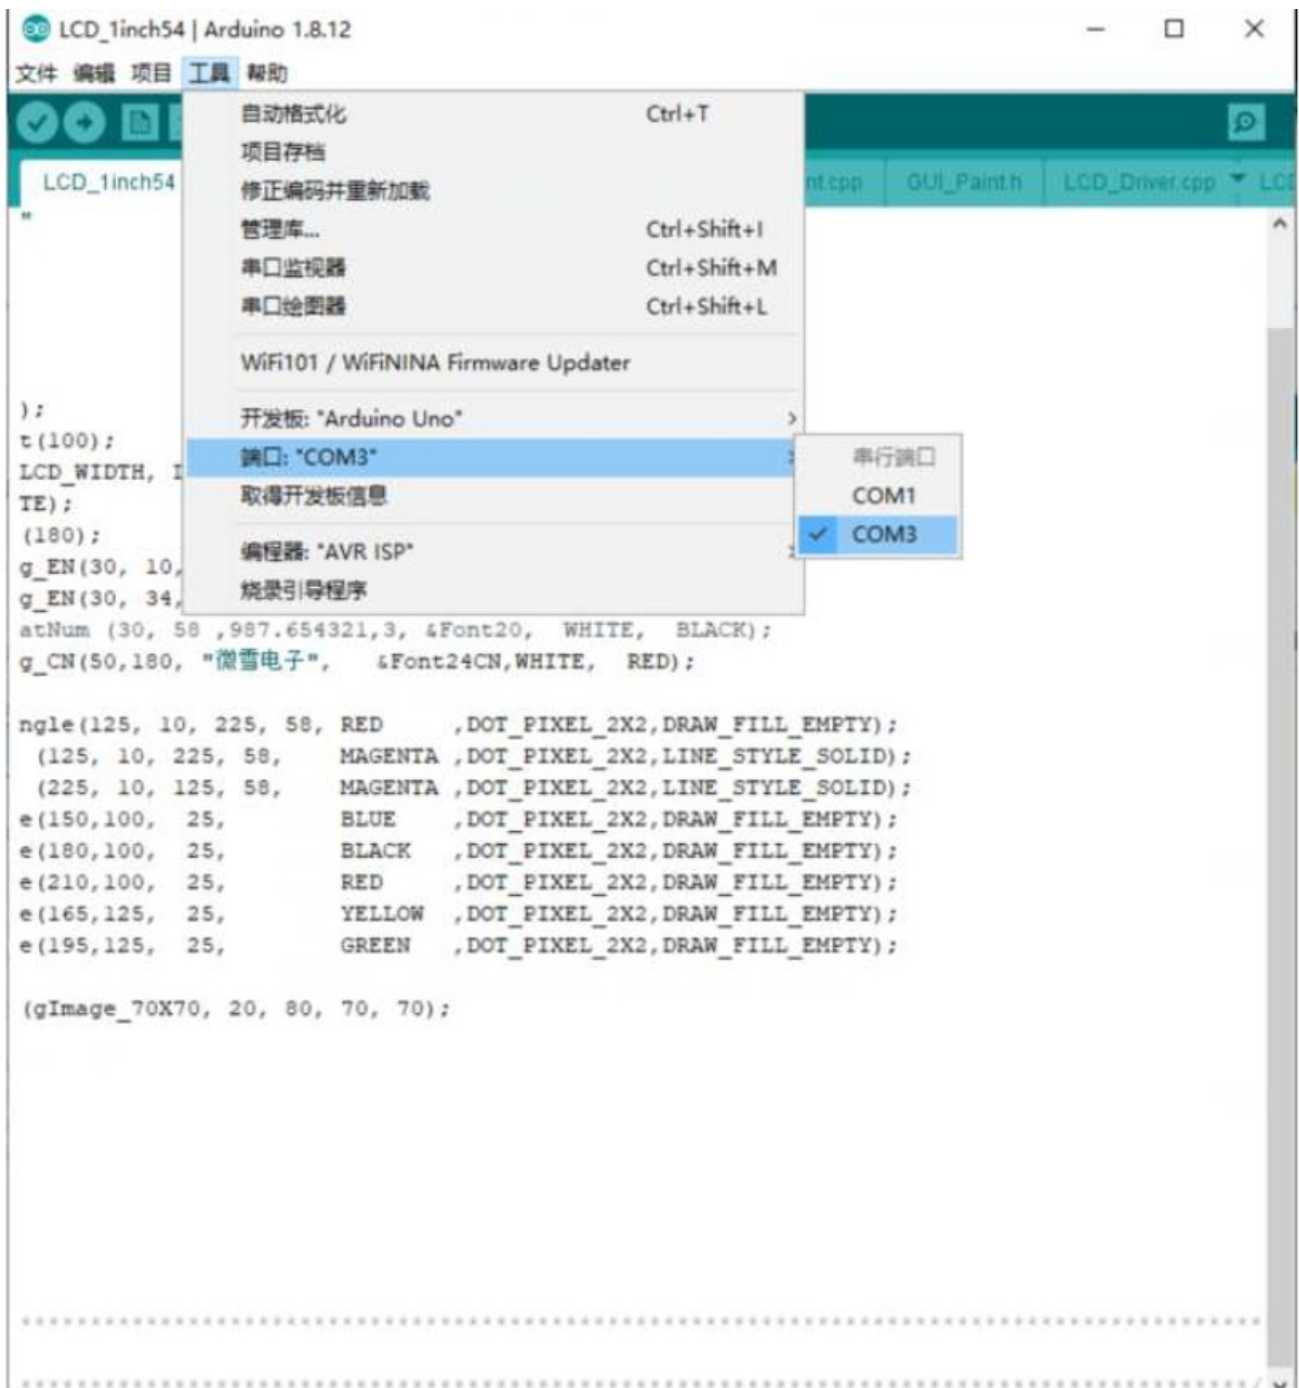 LCD_1inch54 | Arduino 1.8.12
文件 编辑 项目 工具 帮助
自动格式化 Ctrl+T
项目存档
LCD_1inch54 nt.cpp GUI_Paint.h LCD_Driver.cpp LCD
修正编码并重新加载
"
管理库... Ctrl+Shift+I
串口监视器 Ctrl+Shift+M
串口绘图器 Ctrl+Shift+L
WiFi101 / WiFiNINA Firmware Updater
);
开发板: "Arduino Uno"
t(100);
端口: "COM3" 串行端口
LCD_WIDTH,
取得开发板信息 COM1
TE);
(180);
COM3
编程器: "AVR ISP"
g_EN(30, 10,
烧录引导程序
g_EN(30, 34,
atNum (30, 58 ,987.654321,3, &Font20, WHITE, BLACK);
g_CN(50,180, "微雪电子", &Font24CN,WHITE, RED);
ngle(125, 10, 225, 58, RED ,DOT_PIXEL_2X2,DRAW_FILL_EMPTY);
(125, 10, 225, 58, MAGENTA ,DOT_PIXEL_2X2,LINE_STYLE_SOLID);
(225, 10, 125, 58, MAGENTA ,DOT_PIXEL_2X2,LINE_STYLE_SOLID);
e(150,100, 25, BLUE ,DOT_PIXEL_2X2,DRAW_FILL_EMPTY);
e(180,100, 25, BLACK ,DOT_PIXEL_2X2,DRAW_FILL_EMPTY);
e(210,100, 25, RED ,DOT_PIXEL_2X2,DRAW_FILL_EMPTY);
e(165,125, 25, YELLOW ,DOT_PIXEL_2X2,DRAW_FILL_EMPTY);
e(195,125, 25, GREEN ,DOT_PIXEL_2X2,DRAW_FILL_EMPTY);
(gImage_70X70, 20, 80, 70, 70);